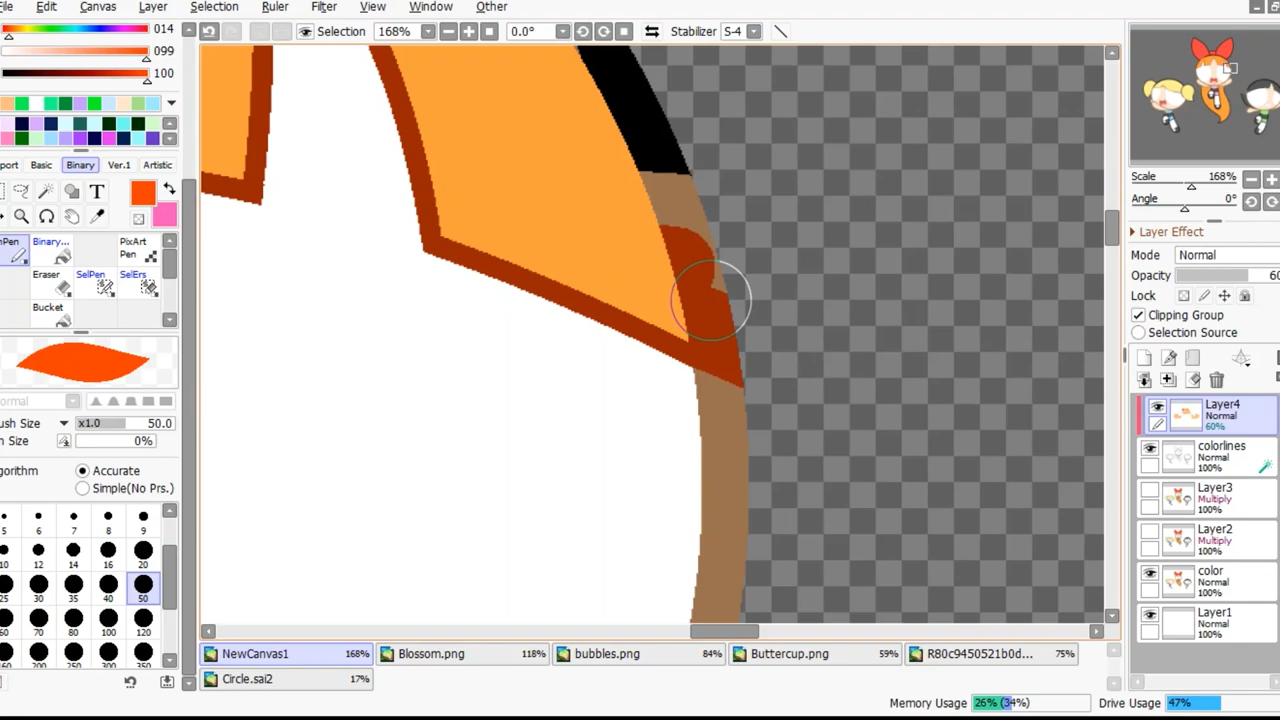 File Edit Canvas Layer Selection Ruler Filter View Window Other
014
099
100
Selection 168% 0.0° Stabilizer S-4
Basic Binary Ver.1 Artistic
T
Binary... PixArt Pen
Eraser SelPen SelErs
Bucket
x1.0 50.0
0%
Accurate
Simple(No Prs.)
5 6 7 8 9
10 12 14 16 20
25 30 35 40 50
60 70 80 100 120
160 200 250 300 350
Scale 168%
Angle 0°
Layer Effect
Mode Normal
Opacity
Lock
Clipping Group
Selection Source
Layer4
Normal
60%
colorlines
Normal
100%
Layer3
Multiply
100%
Layer2
Multiply
100%
color
Normal
100%
Layer1
Normal
100%
NewCanvas1 168% Blossom.png 118% bubbles.png 84% Buttercup.png 59% R80c9450521b0d... 75%
Circle.sai2 17%
Memory Usage 26% (34%) Drive Usage 47%